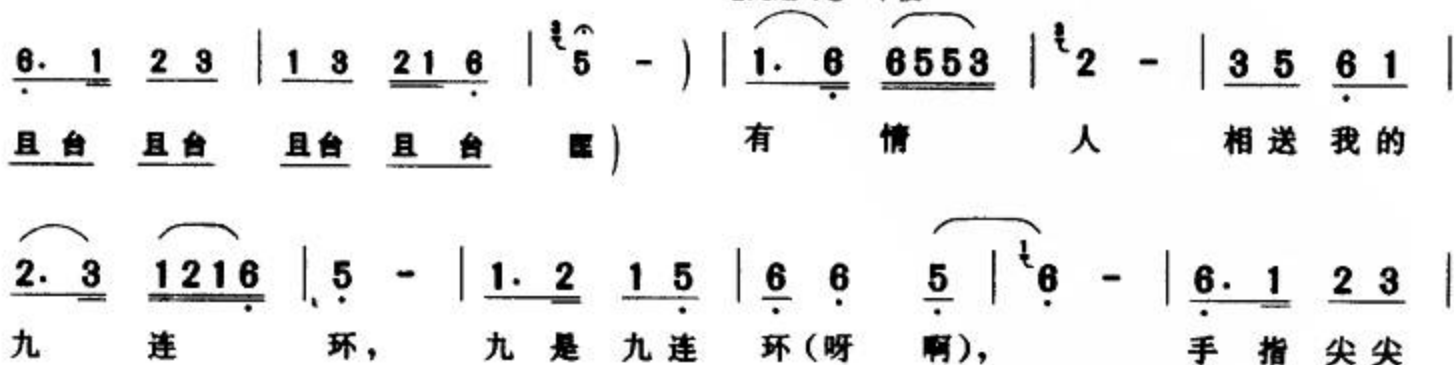 6. 1 2 3 | 1 3 2 1 6 | 3 5 - ) | 1. 6 6 5 5 3 | 3 2 - | 3 5 6 1 |
且台 且台 且台 且 台 匡) 有 情 人 相 送 我 的
2. 3 1 2 1 6 | 5 - | 1. 2 1 5 | 6 6 5 | 1 6 - | 6. 1 2 3 |
九 连 环, 九 是 九 连 环(呀 啊), 手 指 尖 尖